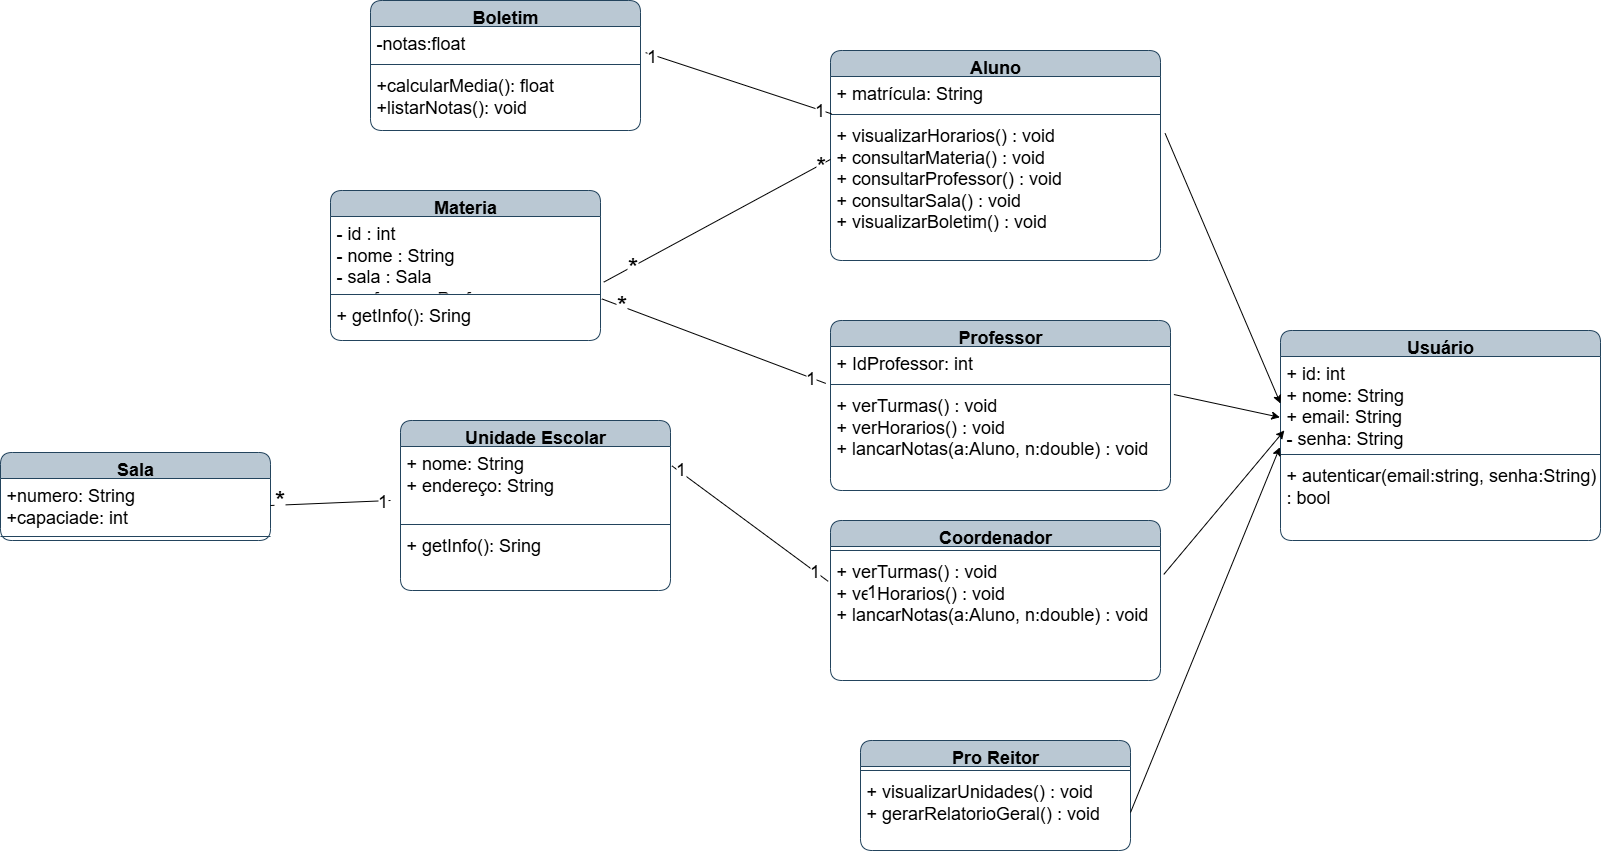 Boletim
-notas:float
+calcularMedia(): float
+listarNotas(): void
1
1
Aluno
+ matrícula: String
+ visualizarHorarios() : void
+ consultarMateria() : void
+ consultarProfessor() : void
+ consultarSala() : void
+ visualizarBoletim() : void
*
*
Materia
- id : int
- nome : String
- sala : Sala
+ getInfo(): Sring
*
1
Professor
+ IdProfessor: int
+ verTurmas() : void
+ verHorarios() : void
+ lancarNotas(a:Aluno, n:double) : void
Usuário
+ id: int
+ nome: String
+ email: String
- senha: String
+ autenticar(email:string, senha:String)
: bool
Unidade Escolar
+ nome: String
+ endereço: String
+ getInfo(): Sring
Sala
+numero: String
+capaciade: int
*
1
1
1
Coordenador
+ verTurmas() : void
+ ve1Horarios() : void
+ lancarNotas(a:Aluno, n:double) : void
Pro Reitor
+ visualizarUnidades() : void
+ gerarRelatorioGeral() : void